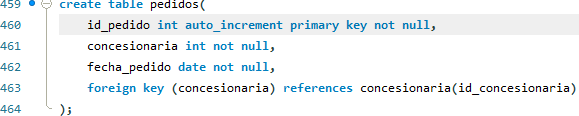 459 create table pedidos(
460 id_pedido int auto_increment primary key not null,
461 concesionaria int not null,
462 fecha_pedido date not null,
463 foreign key (concesionaria) references concesionaria(id_concesionaria)
464 );